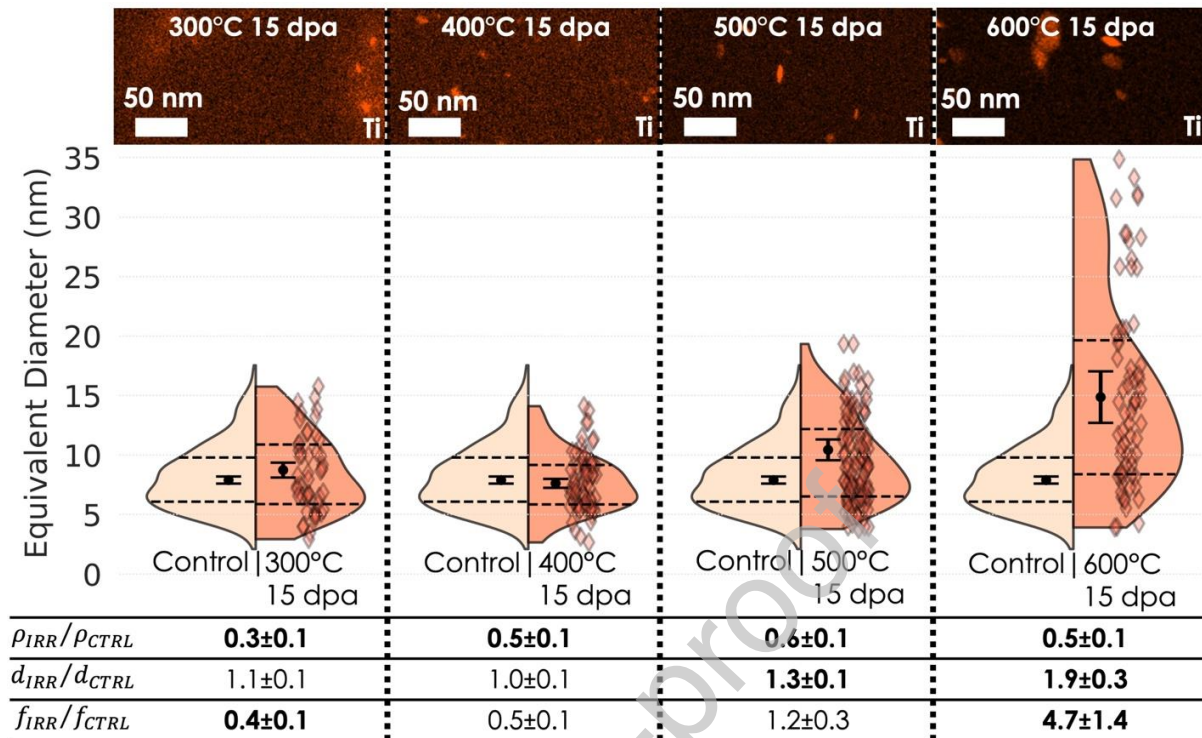 300°C 15 dpa 400°C 15 dpa 500°C 15 dpa 600°C 15 dpa
50 nm 50 nm 50 nm 50 nm
Ti Ti Ti Ti
Equivalent Diameter (nm)
35
30
25
20
15
10
5
0
Control | 300°C Control | 400°C Control | 500°C Control | 600°C
15 dpa 15 dpa 15 dpa 15 dpa
ρIRR/ρCTRL 0.3±0.1 0.5±0.1 0.6±0.1 0.5±0.1
dIRR/dCTRL 1.1±0.1 1.0±0.1 1.3±0.1 1.9±0.3
fIRR/fCTRL 0.4±0.1 0.5±0.1 1.2±0.3 4.7±1.4
proof